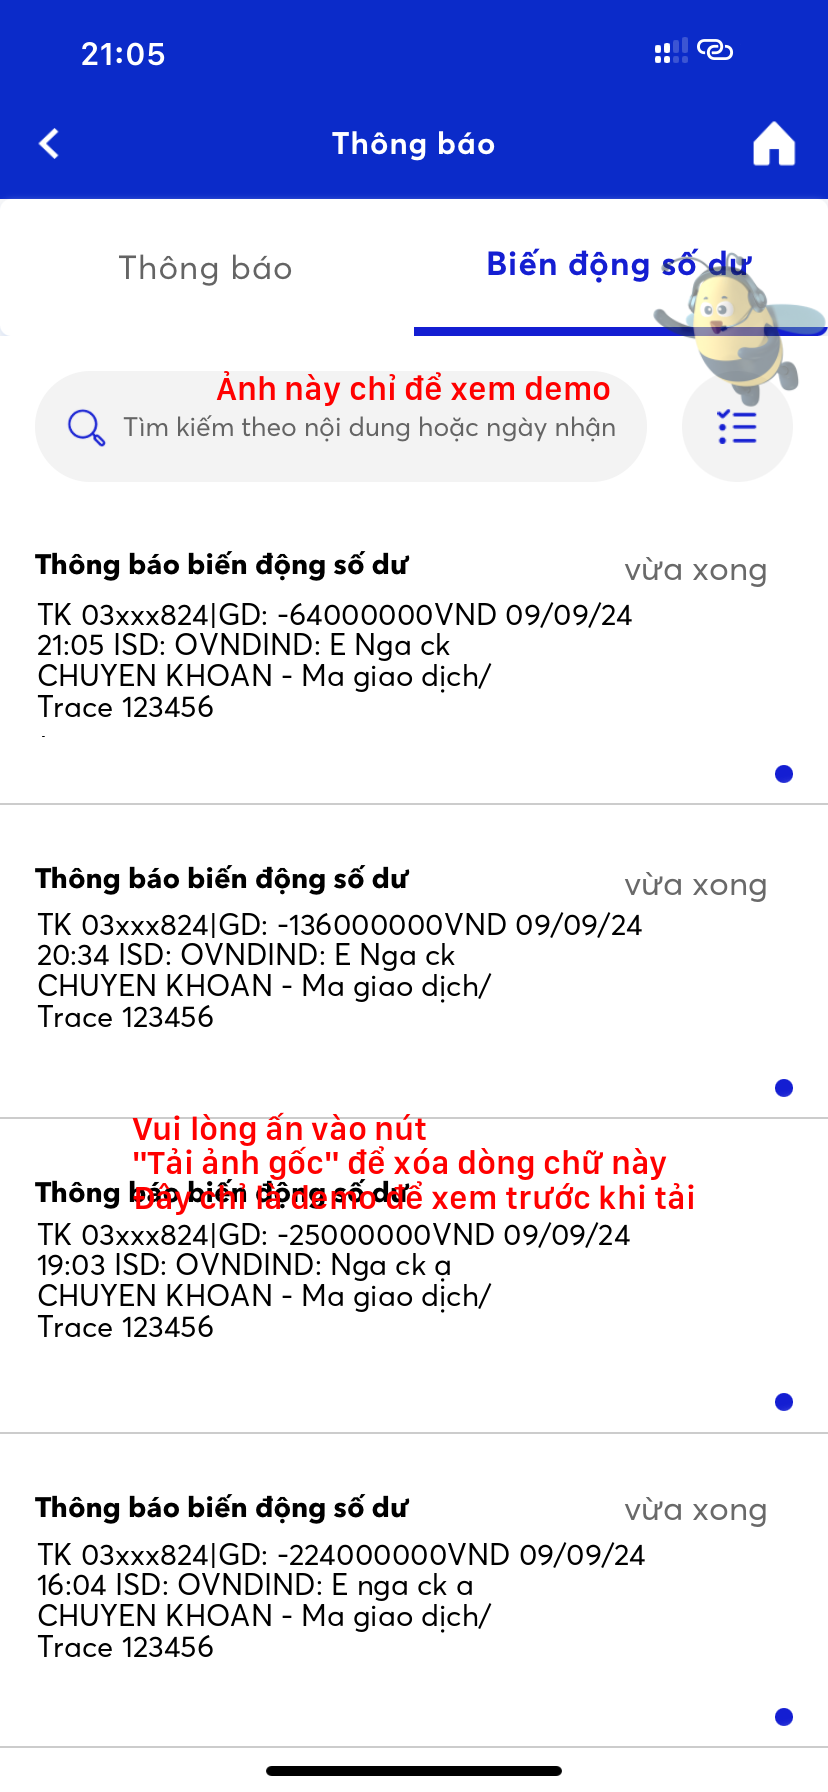 21:05
Thông báo
Thông báo
Biến động số dư
Ảnh này chỉ để xem demo
Tìm kiếm theo nội dung hoặc ngày nhận
Thông báo biến động số dư
vừa xong
TK 03xxx824|GD: -64000000VND 09/09/24
21:05 ISD: OVNDIND: E Nga ck
CHUYEN KHOAN - Ma giao dịch/
Trace 123456
Thông báo biến động số dư
vừa xong
TK 03xxx824|GD: -136000000VND 09/09/24
20:34 ISD: OVNDIND: E Nga ck
CHUYEN KHOAN - Ma giao dịch/
Trace 123456
Vui lòng ấn vào nút
"Tải ảnh gốc" để xóa dòng chữ này
Thông báo biến động số dư
Đây chỉ là demo để xem trước khi tải
TK 03xxx824|GD: -25000000VND 09/09/24
19:03 ISD: OVNDIND: Nga ck ạ
CHUYEN KHOAN - Ma giao dịch/
Trace 123456
Thông báo biến động số dư
vừa xong
TK 03xxx824|GD: -224000000VND 09/09/24
16:04 ISD: OVNDIND: E nga ck a
CHUYEN KHOAN - Ma giao dịch/
Trace 123456